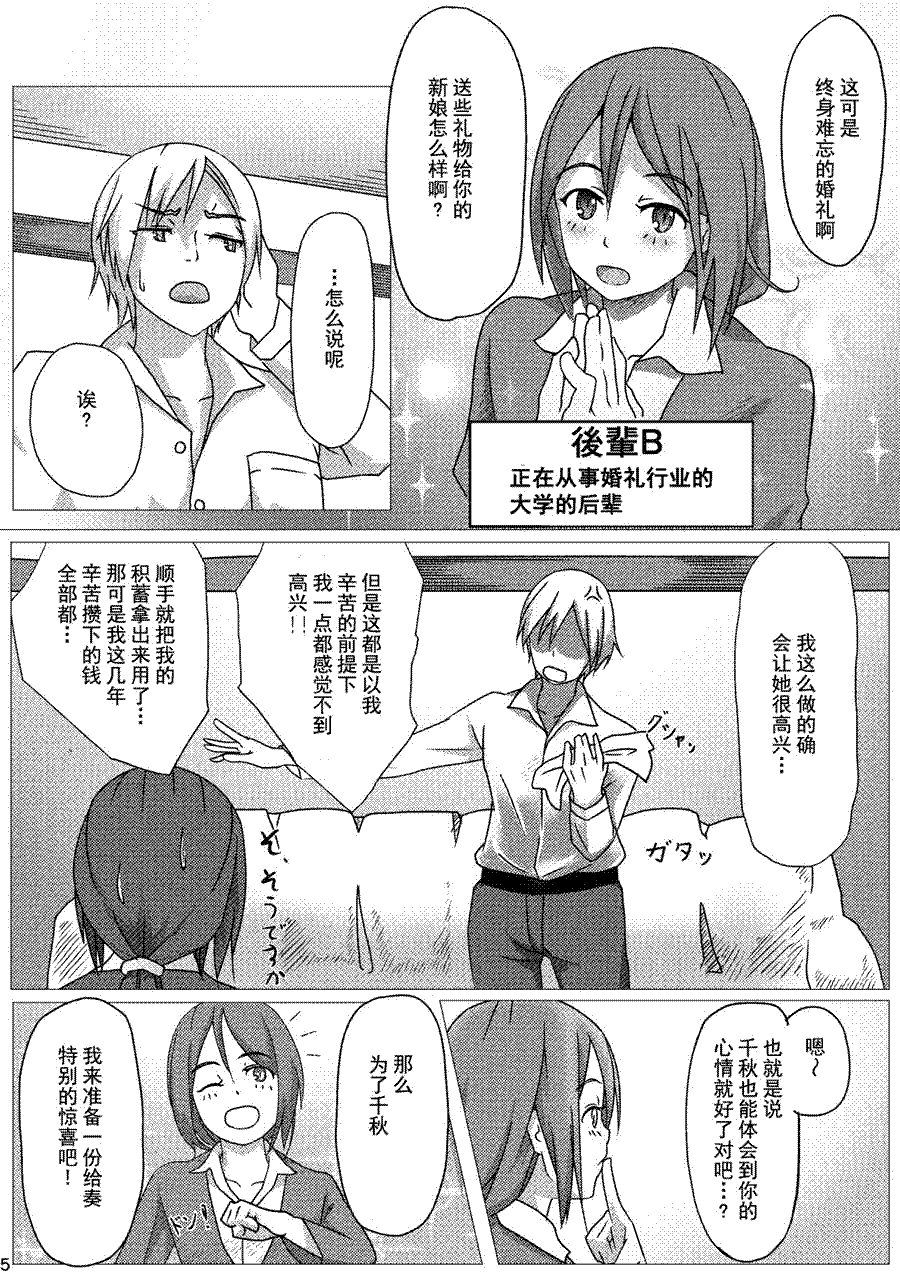 这可是
终身难忘的婚礼啊
送些礼物给你的
新娘怎么样啊？
後輩B
正在从事婚礼行业的
大学的后辈
…怎么说呢
诶？
我这么做的确
会让她很高兴…
グシャッ
ガタッ
但是这都是以我
辛苦的前提下
我一点都感觉不到
高兴!!
顺手就把我的
积蓄拿出来用了…
那可是我这几年
辛苦攒下的钱
全部都…
そ、そうですか
嗯～
也就是说
千秋也能体会到你的
心情就好了对吧…？
那么
为了千秋
我来准备一份给奏
特别的惊喜吧！
ドン！
5